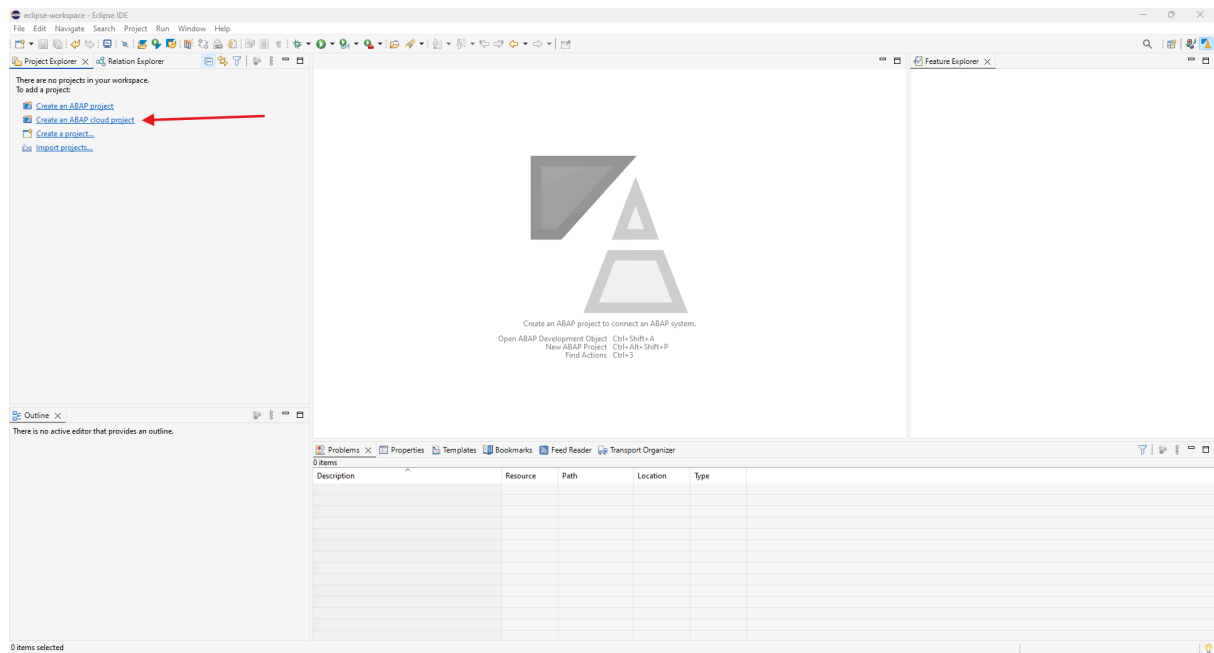 eclipse-workspace - Eclipse IDE
File Edit Navigate Search Project Run Window Help
Project Explorer Relation Explorer
There are no projects in your workspace.
To add a project:
Create an ABAP project
Create an ABAP cloud project
Create a project...
Import projects...
Create an ABAP project to connect an ABAP system.
Open ABAP Development Object Ctrl+Shift+A
New ABAP Project Ctrl+Alt+Shift+P
Find Actions Ctrl+3
Feature Explorer
Outline
There is no active editor that provides an outline.
Problems Properties Templates Bookmarks Feed Reader Transport Organizer
0 items
Description Resource Path Location Type
0 items selected